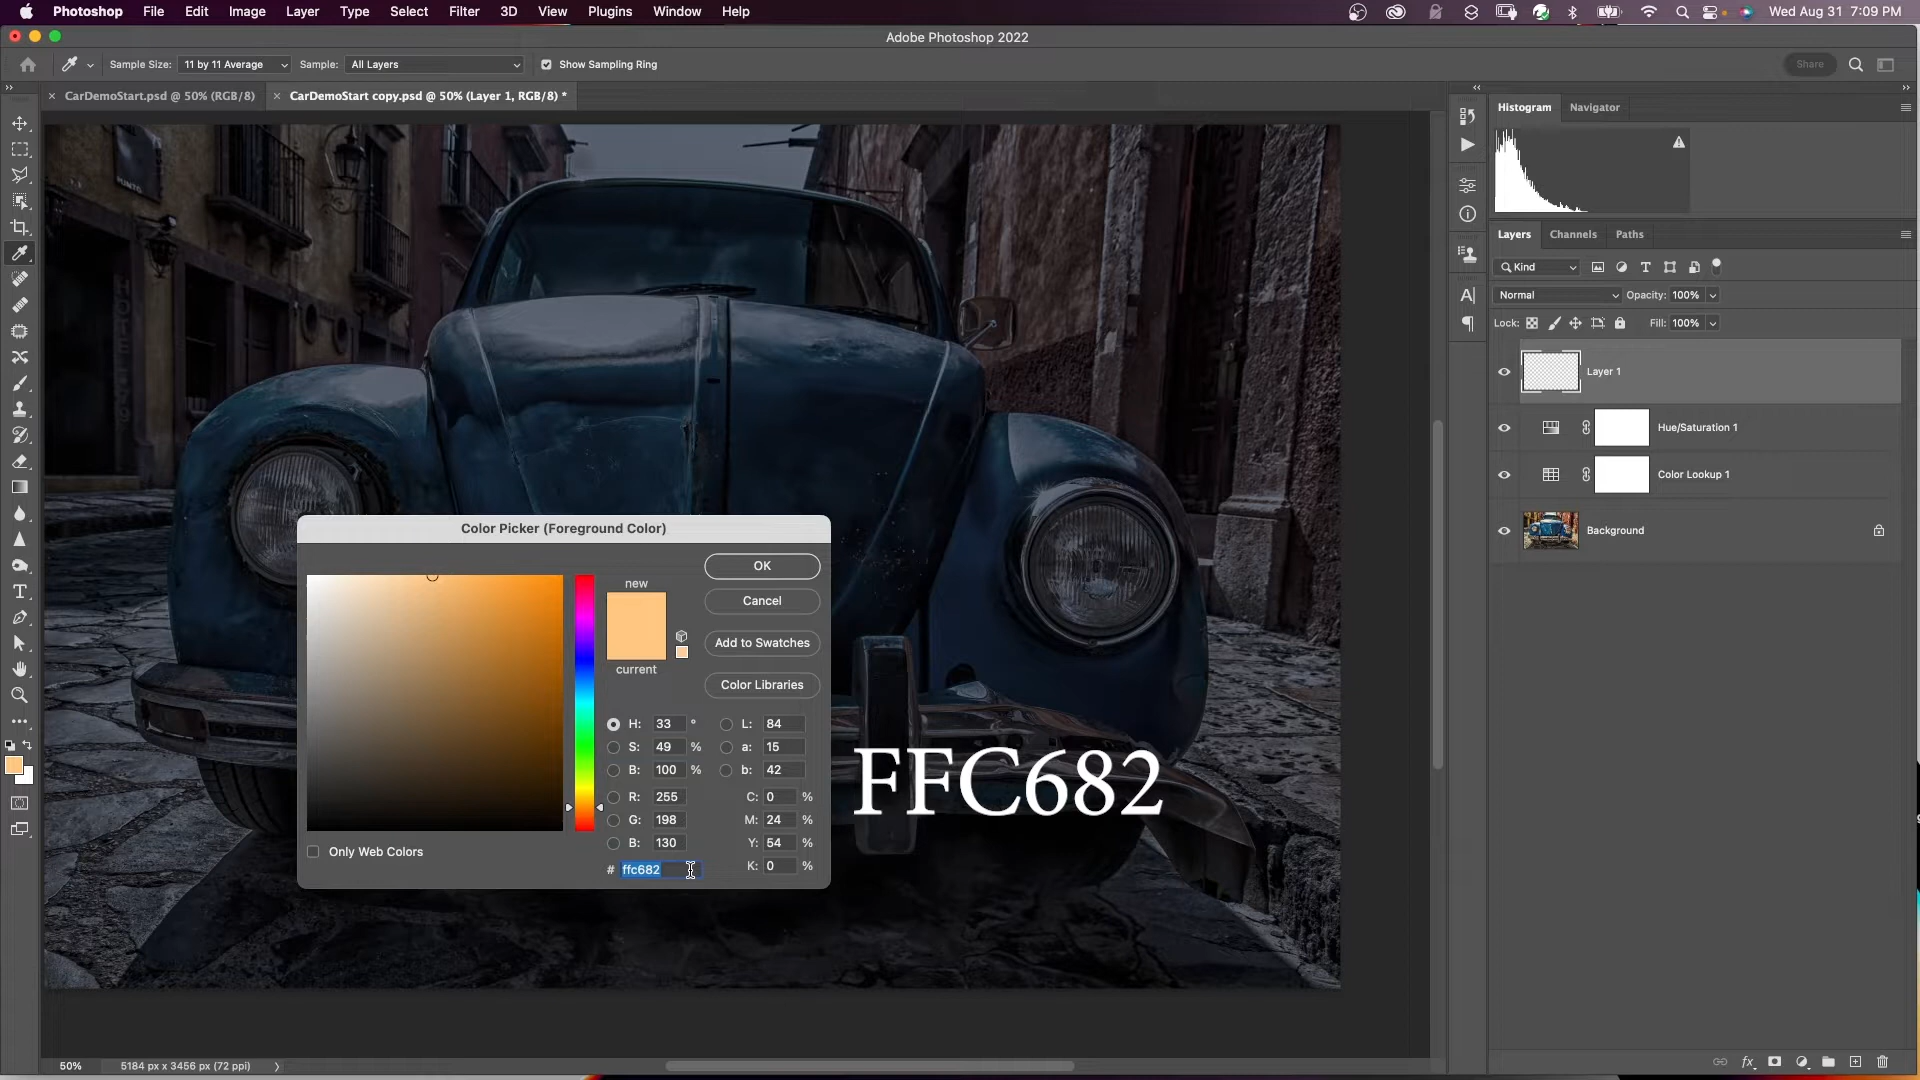 Photoshop File Edit Image Layer Type Select Filter 3D View Plugins Window Help Wed Aug 31 7:09 PM
Adobe Photoshop 2022
Sample Size: 11 by 11 Average Sample: All Layers Show Sampling Ring Share
CarDemoStart.psd @ 50% (RGB/8) CarDemoStart copy.psd @ 50% (Layer 1, RGB/8) *
Histogram Navigator
Layers Channels Paths
Kind
Normal Opacity: 100%
Lock: Fill: 100%
Layer 1
Hue/Saturation 1
Color Lookup 1
Background
Color Picker (Foreground Color)
new
current
OK
Cancel
Add to Swatches
Color Libraries
H: 33 ° L: 84
S: 49 % a: 15
B: 100 % b: 42
R: 255 C: 0 %
G: 198 M: 24 %
B: 130 Y: 54 %
# ffc682 K: 0 %
Only Web Colors
FFC682
50% 5184 px x 3456 px (72 ppi)